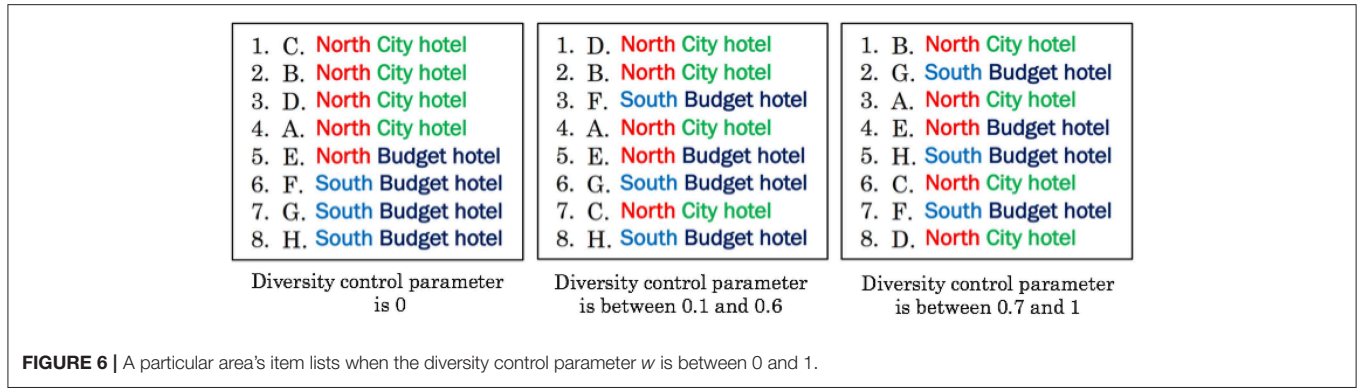 1. C. North City hotel
2. B. North City hotel
3. D. North City hotel
4. A. North City hotel
5. E. North Budget hotel
6. F. South Budget hotel
7. G. South Budget hotel
8. H. South Budget hotel
Diversity control parameter
is 0
1. D. North City hotel
2. B. North City hotel
3. F. South Budget hotel
4. A. North City hotel
5. E. North Budget hotel
6. G. South Budget hotel
7. C. North City hotel
8. H. South Budget hotel
Diversity control parameter
is between 0.1 and 0.6
1. B. North City hotel
2. G. South Budget hotel
3. A. North City hotel
4. E. North Budget hotel
5. H. South Budget hotel
6. C. North City hotel
7. F. South Budget hotel
8. D. North City hotel
Diversity control parameter
is between 0.7 and 1
FIGURE 6 | A particular area's item lists when the diversity control parameter w is between 0 and 1.